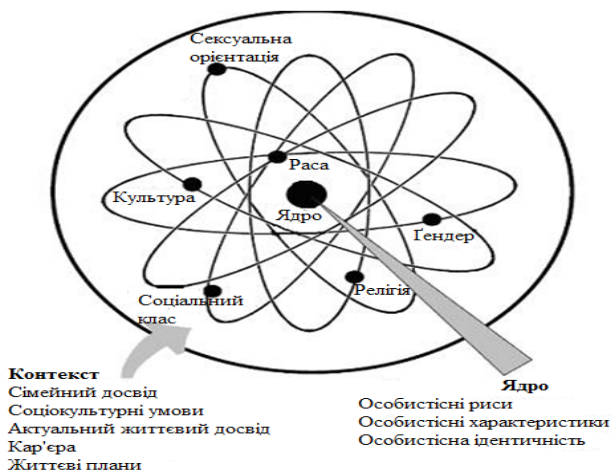 Сексуальна
орієнтація
Раса
Культура
Ядро
Ґендер
Соціальний
клас
Релігія
Контекст
Сімейний досвід
Соціокультурні умови
Актуальний життєвий досвід
Кар'єра
Життєві плани
Ядро
Особистісні риси
Особистісні характеристики
Особистісна ідентичність